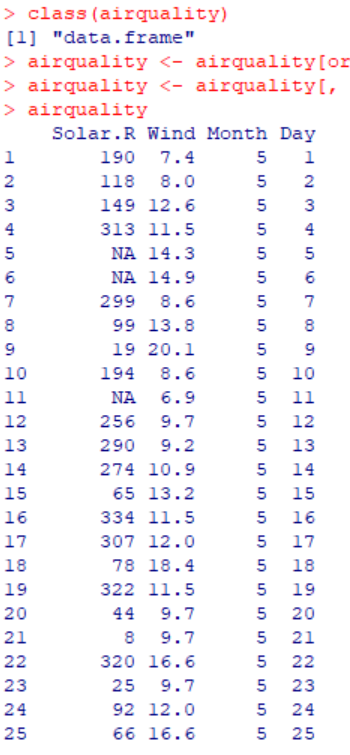 > class(airquality)
[1] "data.frame"
> airquality <- airquality[or
> airquality <- airquality[,
> airquality
Solar.R Wind Month Day
1 190 7.4 5 1
2 118 8.0 5 2
3 149 12.6 5 3
4 313 11.5 5 4
5 NA 14.3 5 5
6 NA 14.9 5 6
7 299 8.6 5 7
8 99 13.8 5 8
9 19 20.1 5 9
10 194 8.6 5 10
11 NA 6.9 5 11
12 256 9.7 5 12
13 290 9.2 5 13
14 274 10.9 5 14
15 65 13.2 5 15
16 334 11.5 5 16
17 307 12.0 5 17
18 78 18.4 5 18
19 322 11.5 5 19
20 44 9.7 5 20
21 8 9.7 5 21
22 320 16.6 5 22
23 25 9.7 5 23
24 92 12.0 5 24
25 66 16.6 5 25